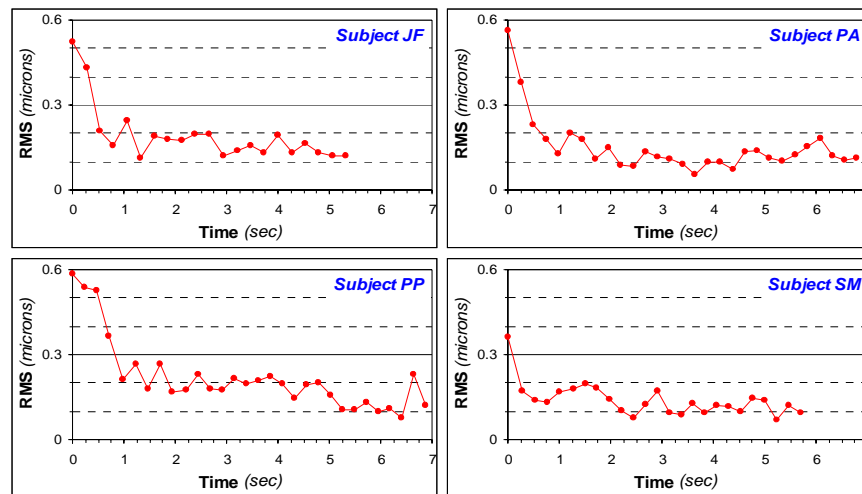 0.6
Subject JF
RMS (microns)
0.3
0
0 1 2 3 4 5 6 7
Time (sec)
0.6
Subject PA
RMS (microns)
0.3
0
0 1 2 3 4 5 6
Time (sec)
0.6
Subject PP
RMS (microns)
0.3
0
0 1 2 3 4 5 6 7
Time (sec)
0.6
Subject SM
RMS (microns)
0.3
0
0 1 2 3 4 5 6
Time (sec)